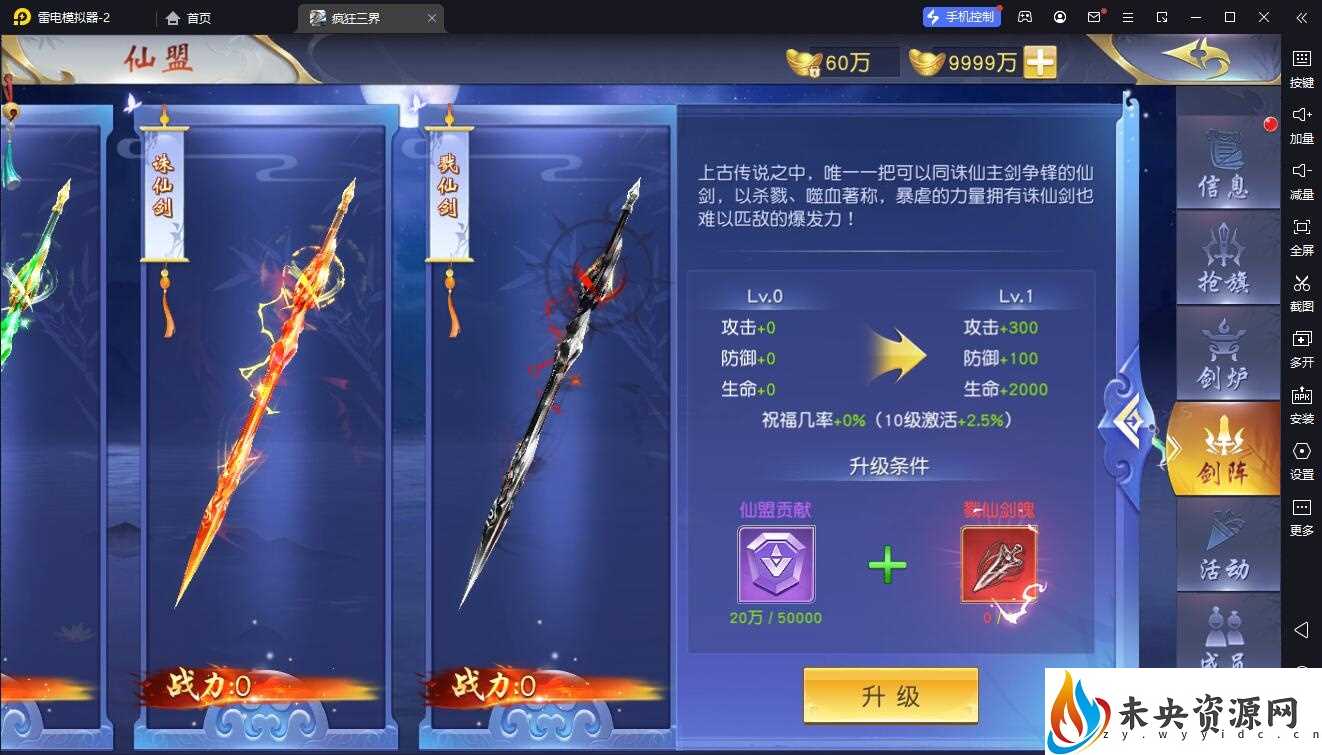 雷电模拟器-2
首页
疯狂三界
手机控制
仙盟
60万
9999万
诛仙剑
戮仙剑
战力:0
战力:0
上古传说之中，唯一一把可以同诛仙主剑争锋的仙
剑，以杀戮、噬血著称，暴虐的力量拥有诛仙剑也
难以匹敌的爆发力！
Lv.0
Lv.1
攻击+0
攻击+300
防御+0
防御+100
生命+0
生命+2000
祝福几率+0%（10级激活+2.5%）
升级条件
仙盟贡献
戮仙剑魄
20万 / 50000
0 /
升 级
信息
抢旗
剑炉
剑阵
活动
成员
按键
加量
减量
全屏
截图
多开
APK
安装
设置
更多
未央资源网
zy.wyyidc.cn